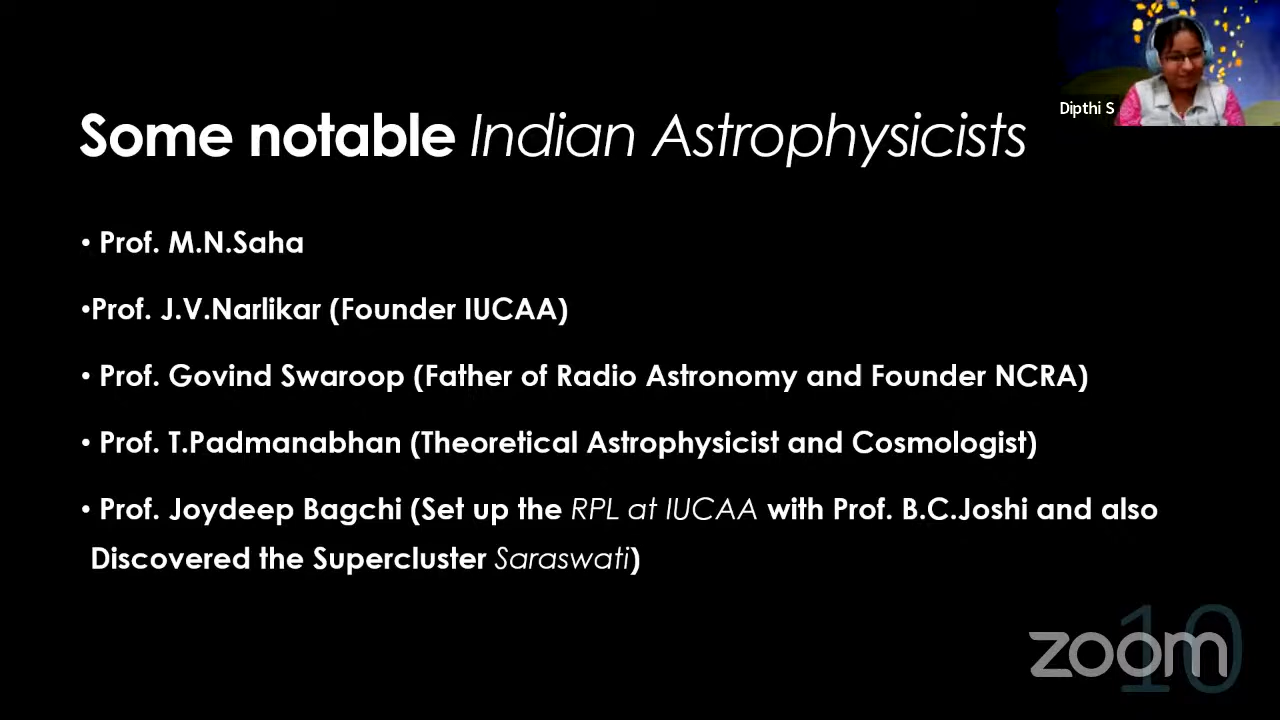 Dipthi S
Some notable Indian Astrophysicists
• Prof. M.N.Saha
•Prof. J.V.Narlikar (Founder IUCAA)
• Prof. Govind Swaroop (Father of Radio Astronomy and Founder NCRA)
• Prof. T.Padmanabhan (Theoretical Astrophysicist and Cosmologist)
• Prof. Joydeep Bagchi (Set up the RPL at IUCAA with Prof. B.C.Joshi and also
Discovered the Supercluster Saraswati)
10
zoom